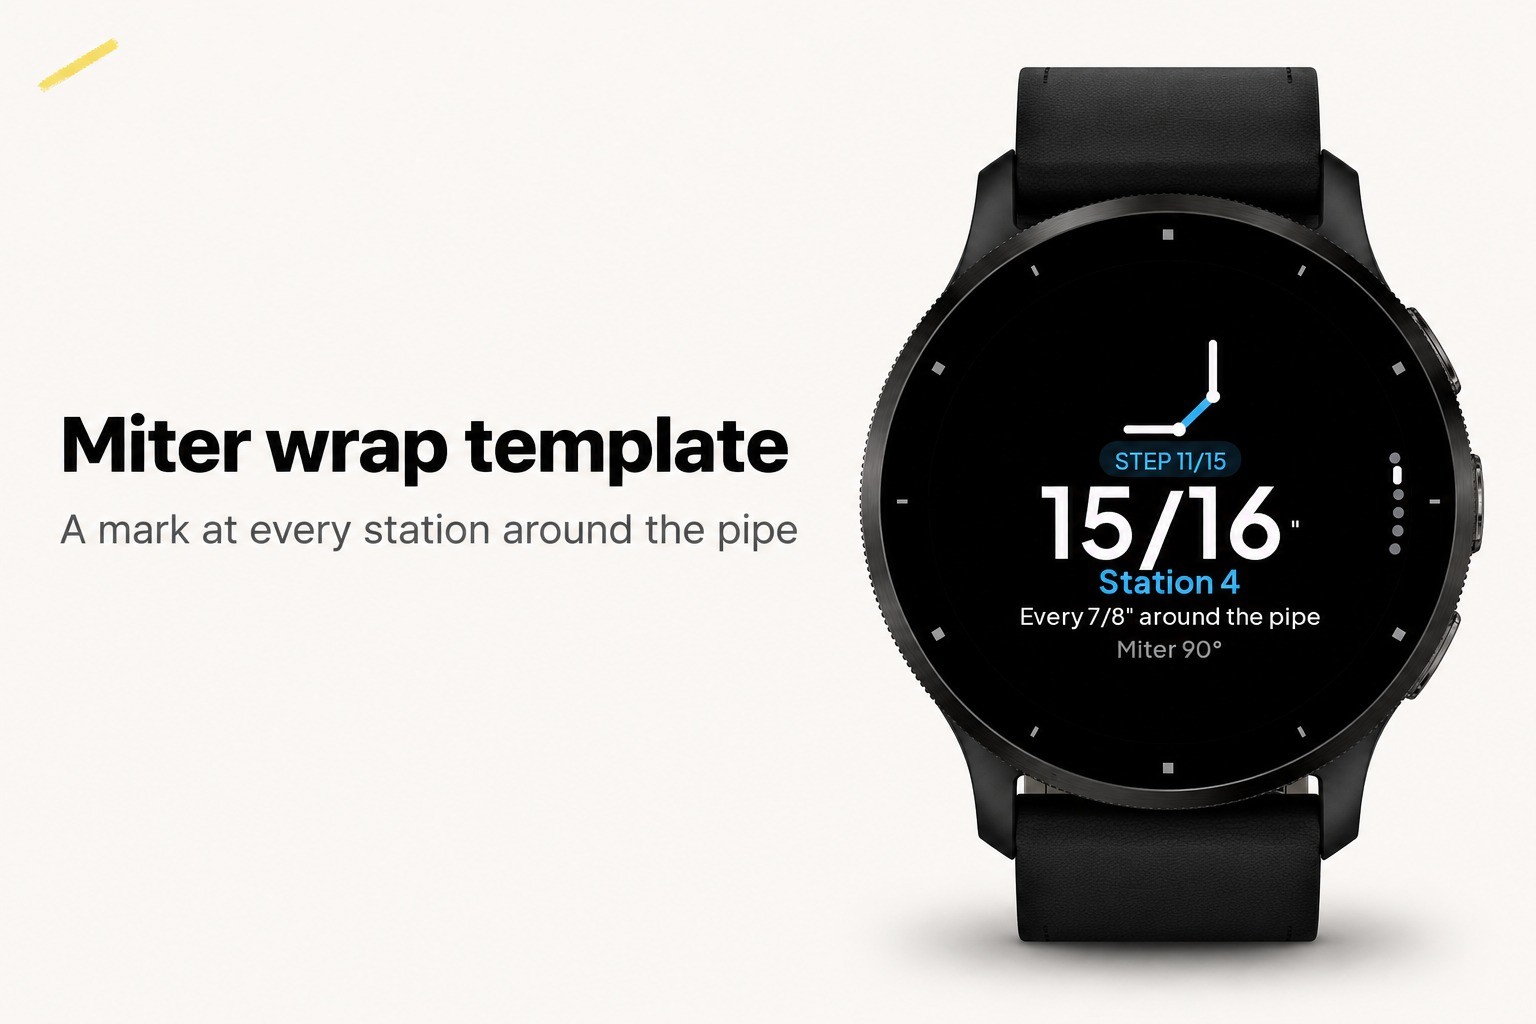 Miter wrap template
A mark at every station around the pipe
STEP 11/15
15/16 "
Station 4
Every 7/8" around the pipe
Miter 90°